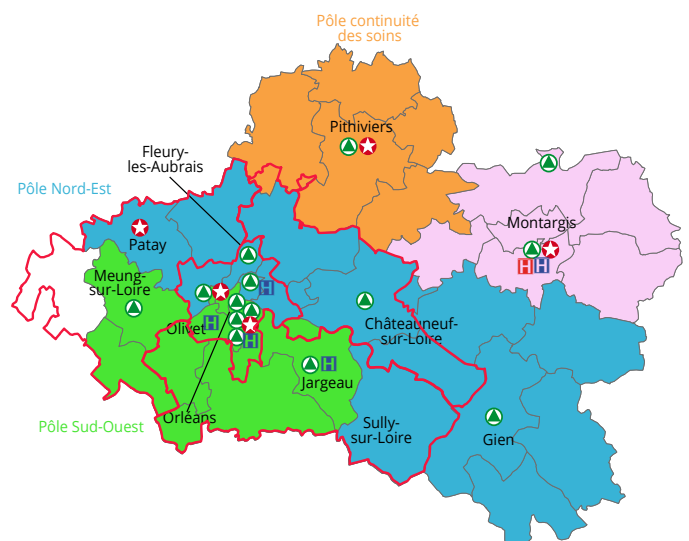 Pôle continuité
des soins
Pithiviers
Fleury-
les-Aubrais
Pôle Nord-Est
Montargis
Patay
H H
Meung-
sur-Loire
H
Olivet H
Châteauneuf-
sur-Loire
H
H
Jargeau
Orléans
Pôle Sud-Ouest
Sully-
sur-Loire
Gien